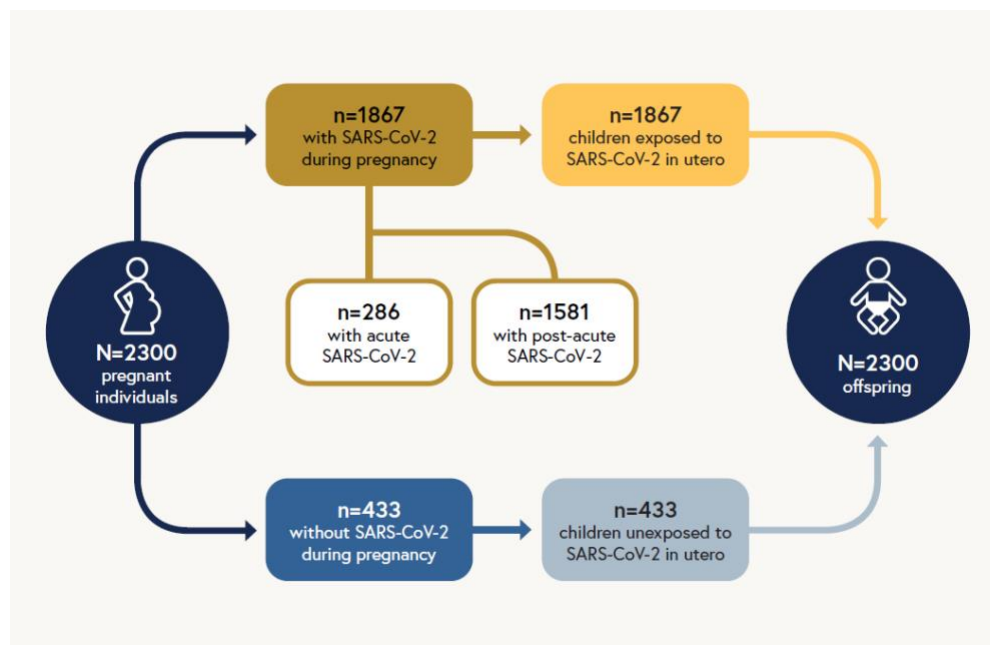 N=2300
pregnant
individuals
n=1867
with SARS-CoV-2
during pregnancy
n=1867
children exposed to
SARS-CoV-2 in utero
n=286
with acute
SARS-CoV-2
n=1581
with post-acute
SARS-CoV-2
n=433
without SARS-CoV-2
during pregnancy
n=433
children unexposed to
SARS-CoV-2 in utero
N=2300
offspring